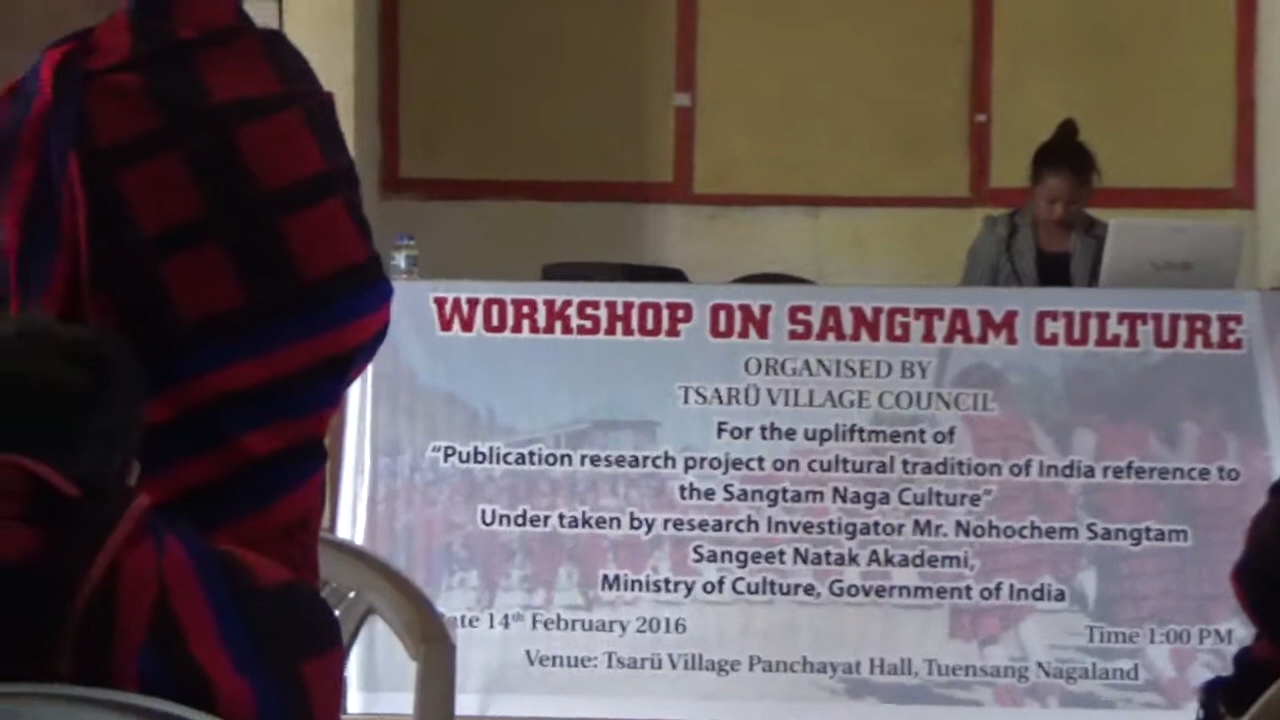 WORKSHOP ON SANGTAM CULTURE
ORGANISED BY
TSARÜ VILLAGE COUNCIL
For the upliftment of
"Publication research project on cultural tradition of India reference to
the Sangtam Naga Culture"
Under taken by research Investigator Mr. Nohochem Sangtam
Sangeet Natak Akademi,
Ministry of Culture, Government of India
ate 14th February 2016
Time 1:00 PM
Venue: Tsarü Village Panchayat Hall, Tuensang Nagaland